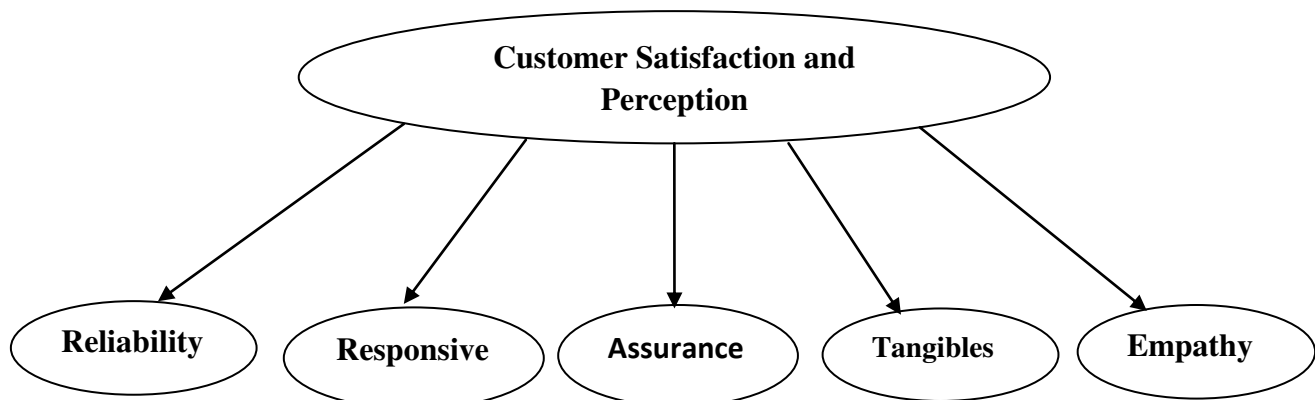 Customer Satisfaction and
Perception
Reliability
Responsive
Assurance
Tangibles
Empathy